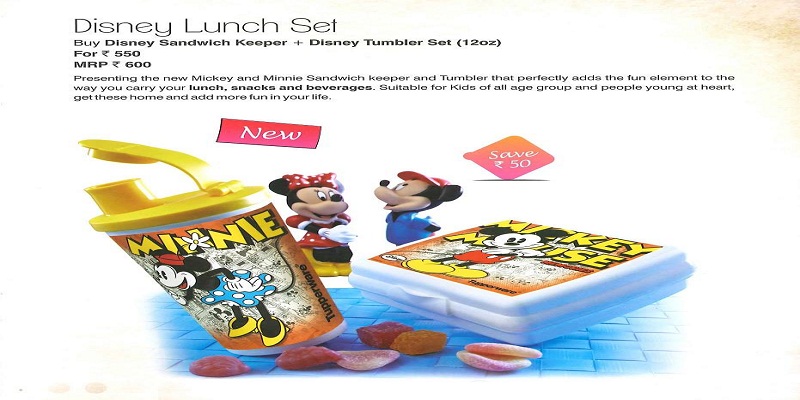 Disney Lunch Set
Buy Disney Sandwich Keeper + Disney Tumbler Set (12oz)
For ₹ 550
MRP ₹ 600
Presenting the new Mickey and Minnie Sandwich keeper and Tumbler that perfectly adds the fun element to the
way you carry your lunch, snacks and beverages. Suitable for Kids of all age group and people young at heart,
get these home and add more fun in your life.
New
Save
₹ 50
MINNIE
Tupperware
MICKEY
MOUSE
Tupperware